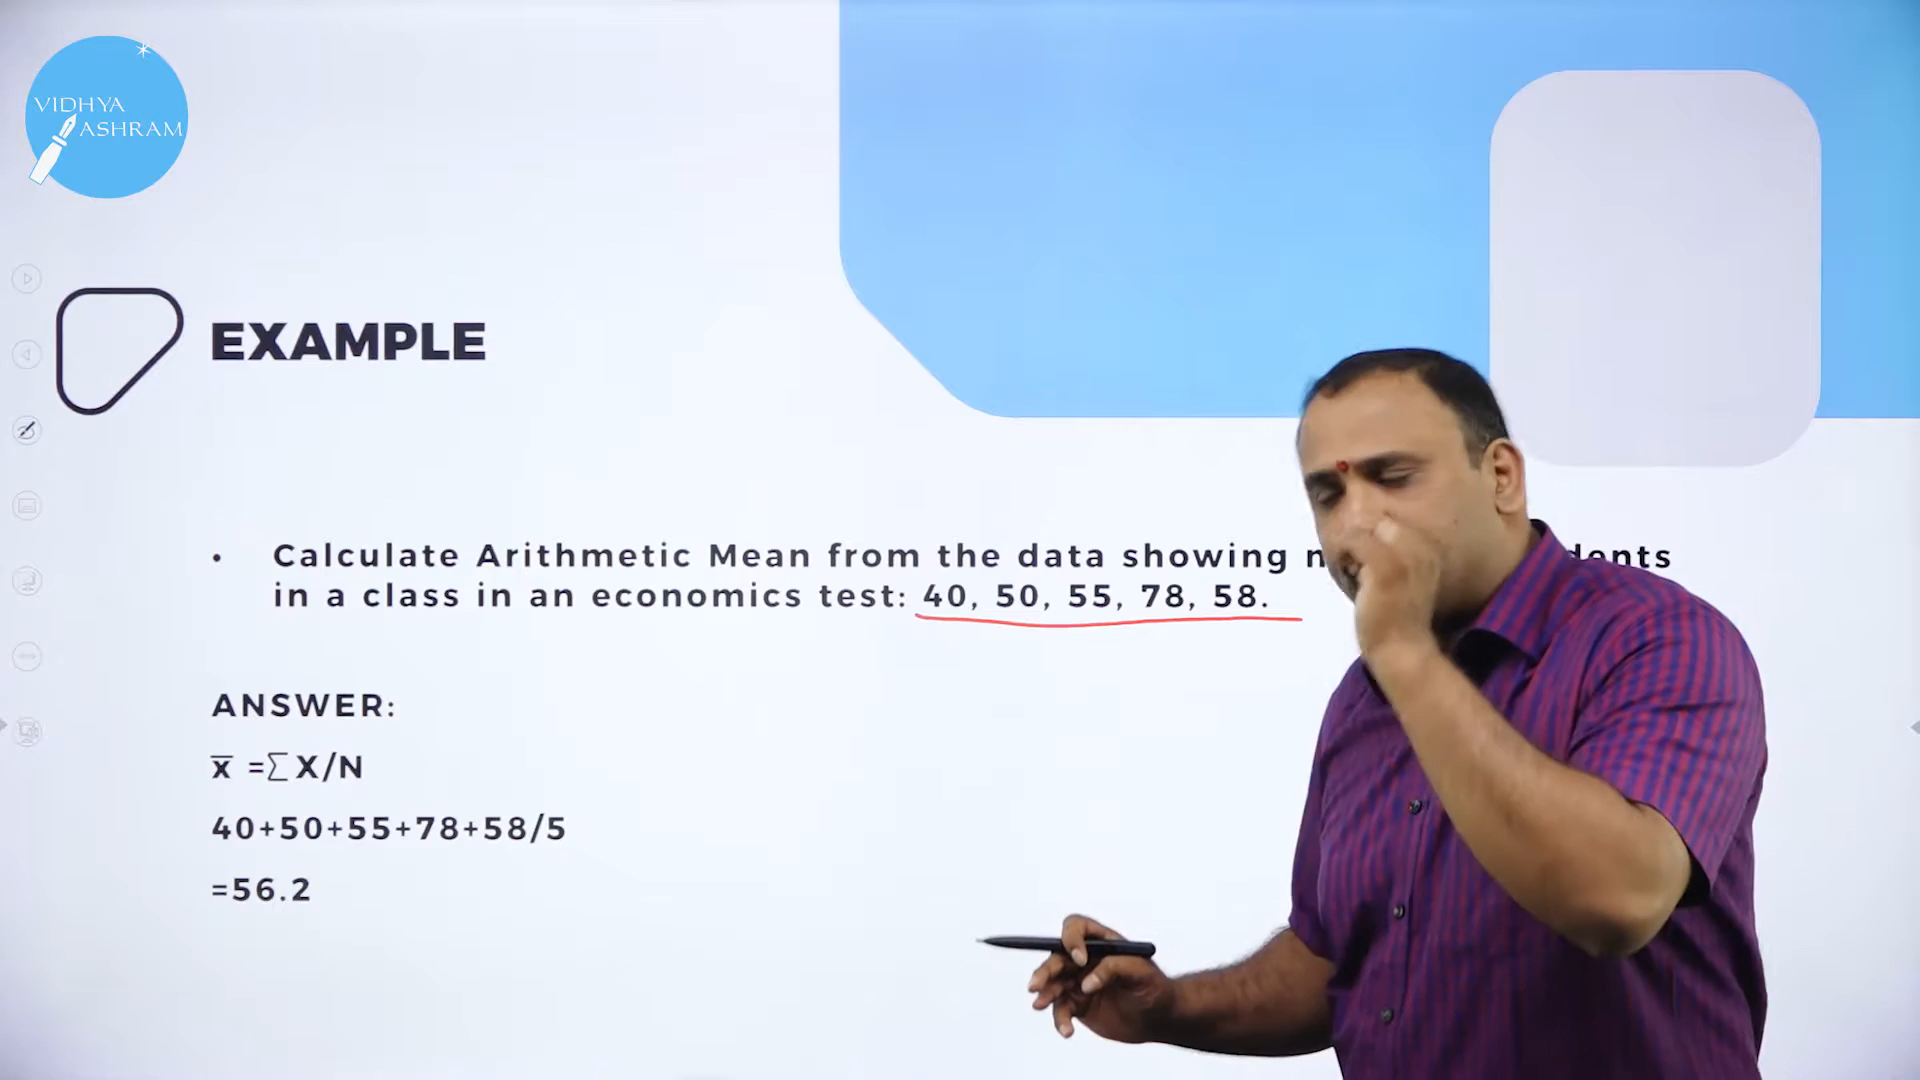 VIDHYA
ASHRAM
EXAMPLE
• Calculate Arithmetic Mean from the data showing
in a class in an economics test: 40, 50, 55, 78, 58.
ANSWER:
x̅ =∑X/N
40+50+55+78+58/5
=56.2